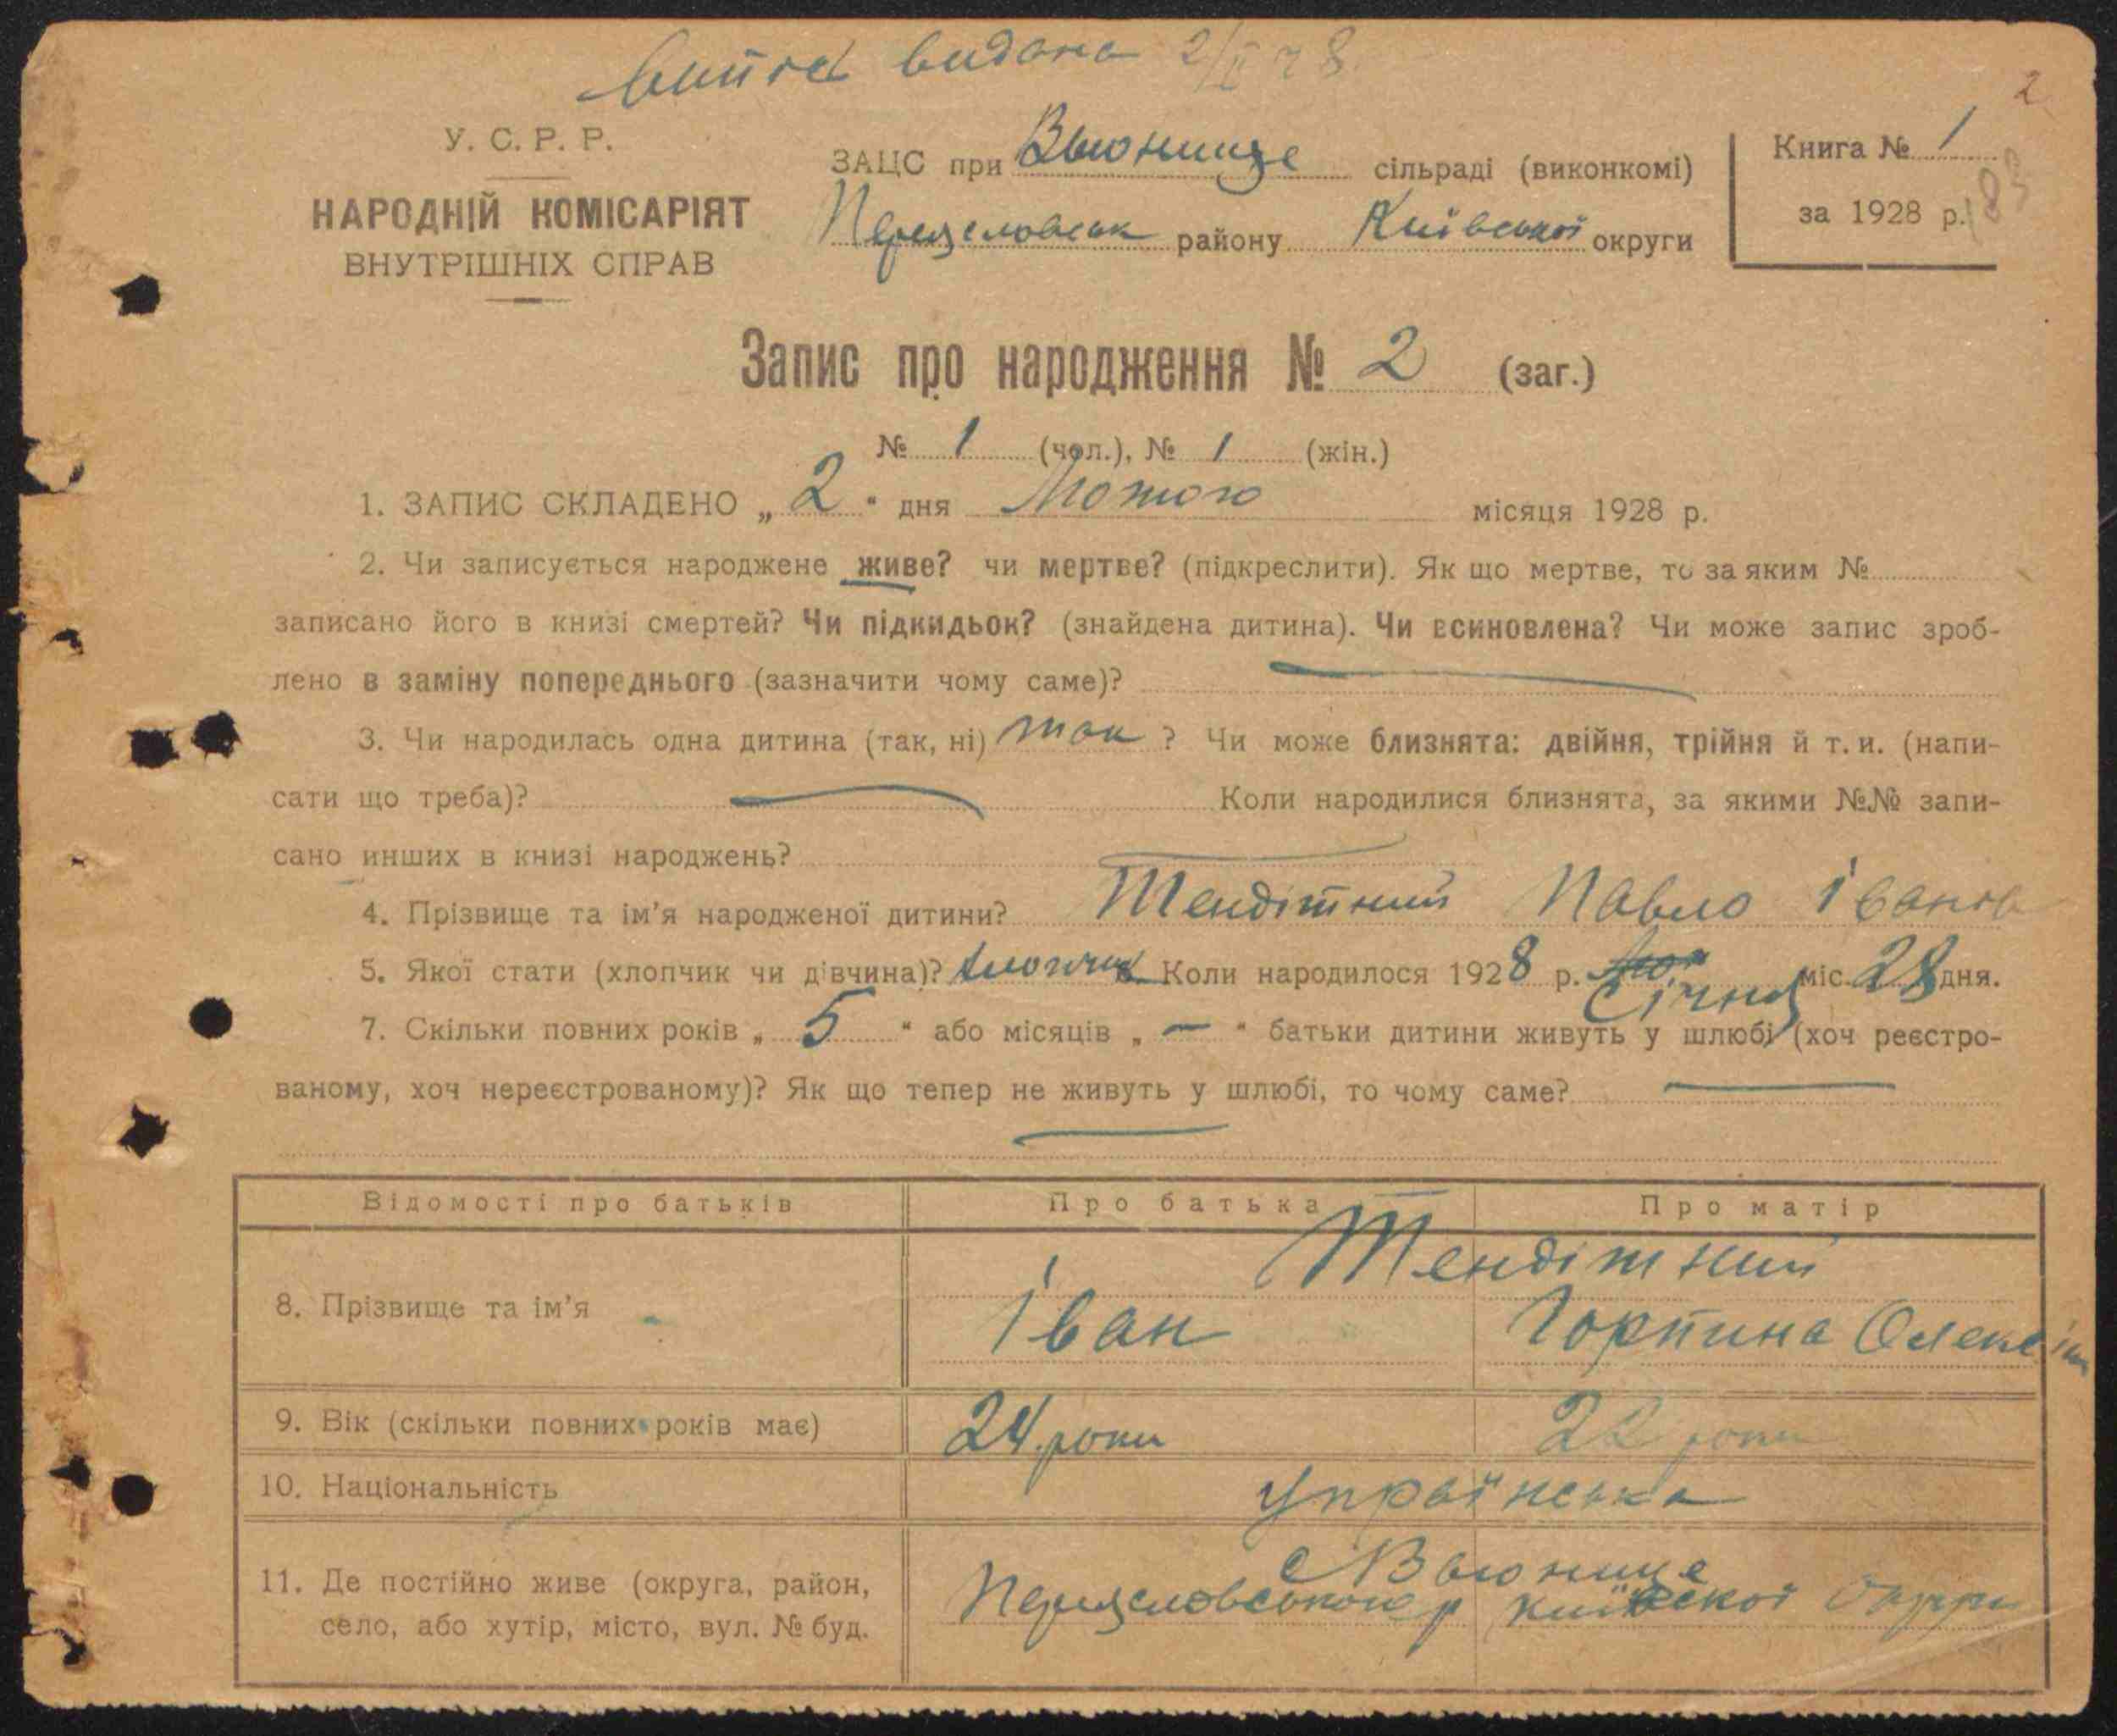 видана 2/II 28
2
У. С. Р. Р.
НАРОДНІЙ КОМІСАРІЯТ
ВНУТРІШНІХ СПРАВ
ЗАЦС при Вьюнище сільраді (виконкомі)
району Київської округи
Книга № 1
за 1928 р.
Запис про народження № 2 (заг.)
№ 1 (чол.), № 1 (жін.)
1. ЗАПИС СКЛАДЕНО „ 2 “ дня Лютого місяця 1928 р.
2. Чи записується народжене живе? чи мертве? (підкреслити). Як що мертве, то за яким №
записано його в книзі смертей? Чи підкидьок? (знайдена дитина). Чи всиновлена? Чи може запис зроб-
лено в заміну попереднього (зазначити чому саме)?
3. Чи народилась одна дитина (так, ні) так ? Чи може близнята: двійня, трійня й т. и. (напи-
сати що треба)? Коли народилися близнята, за якими №№ запи-
сано инших в книзі народжень?
4. Прізвище та ім’я народженої дитини? Тендітний Павло Іванов
5. Якої стати (хлопчик чи дівчина)? хлопчик Коли народилося 1928 р. Січня міс. 28 дня.
7. Скільки повних років „ 5 “ або місяців „ — “ батьки дитини живуть у шлюбі (хоч реєстро-
ваному, хоч нереєстрованому)? Як що тепер не живуть у шлюбі, то чому саме?
Відомості про батьків Про батька Про матір
Тендітний
8. Прізвище та ім’я Іван Горпина
9. Вік (скільки повних років має) 24 роки 22 роки
10. Національність Українська
11. Де постійно живе (округа, район, с Вьюнище
село, або хутір, місто, вул. № буд. р Київської Округи